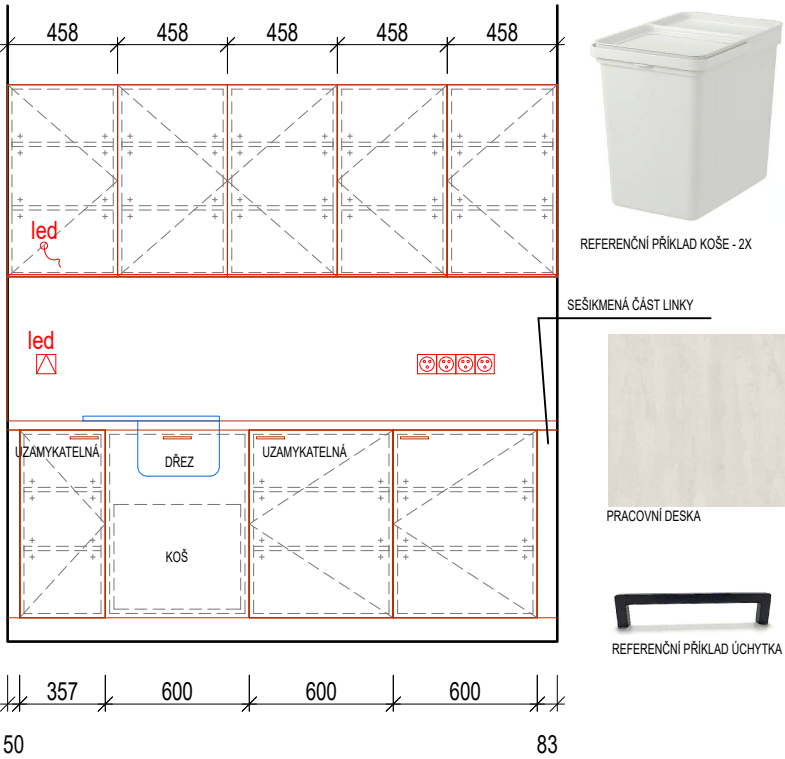 458 458 458 458 458
REFERENČNÍ PŘÍKLAD KOŠE - 2X
led
SEŠIKMENÁ ČÁST LINKY
led
UZAMYKATELNÁ
DŘEZ
UZAMYKATELNÁ
PRACOVNÍ DESKA
KOŠ
REFERENČNÍ PŘÍKLAD ÚCHYTKA
357 600 600 600
50 83